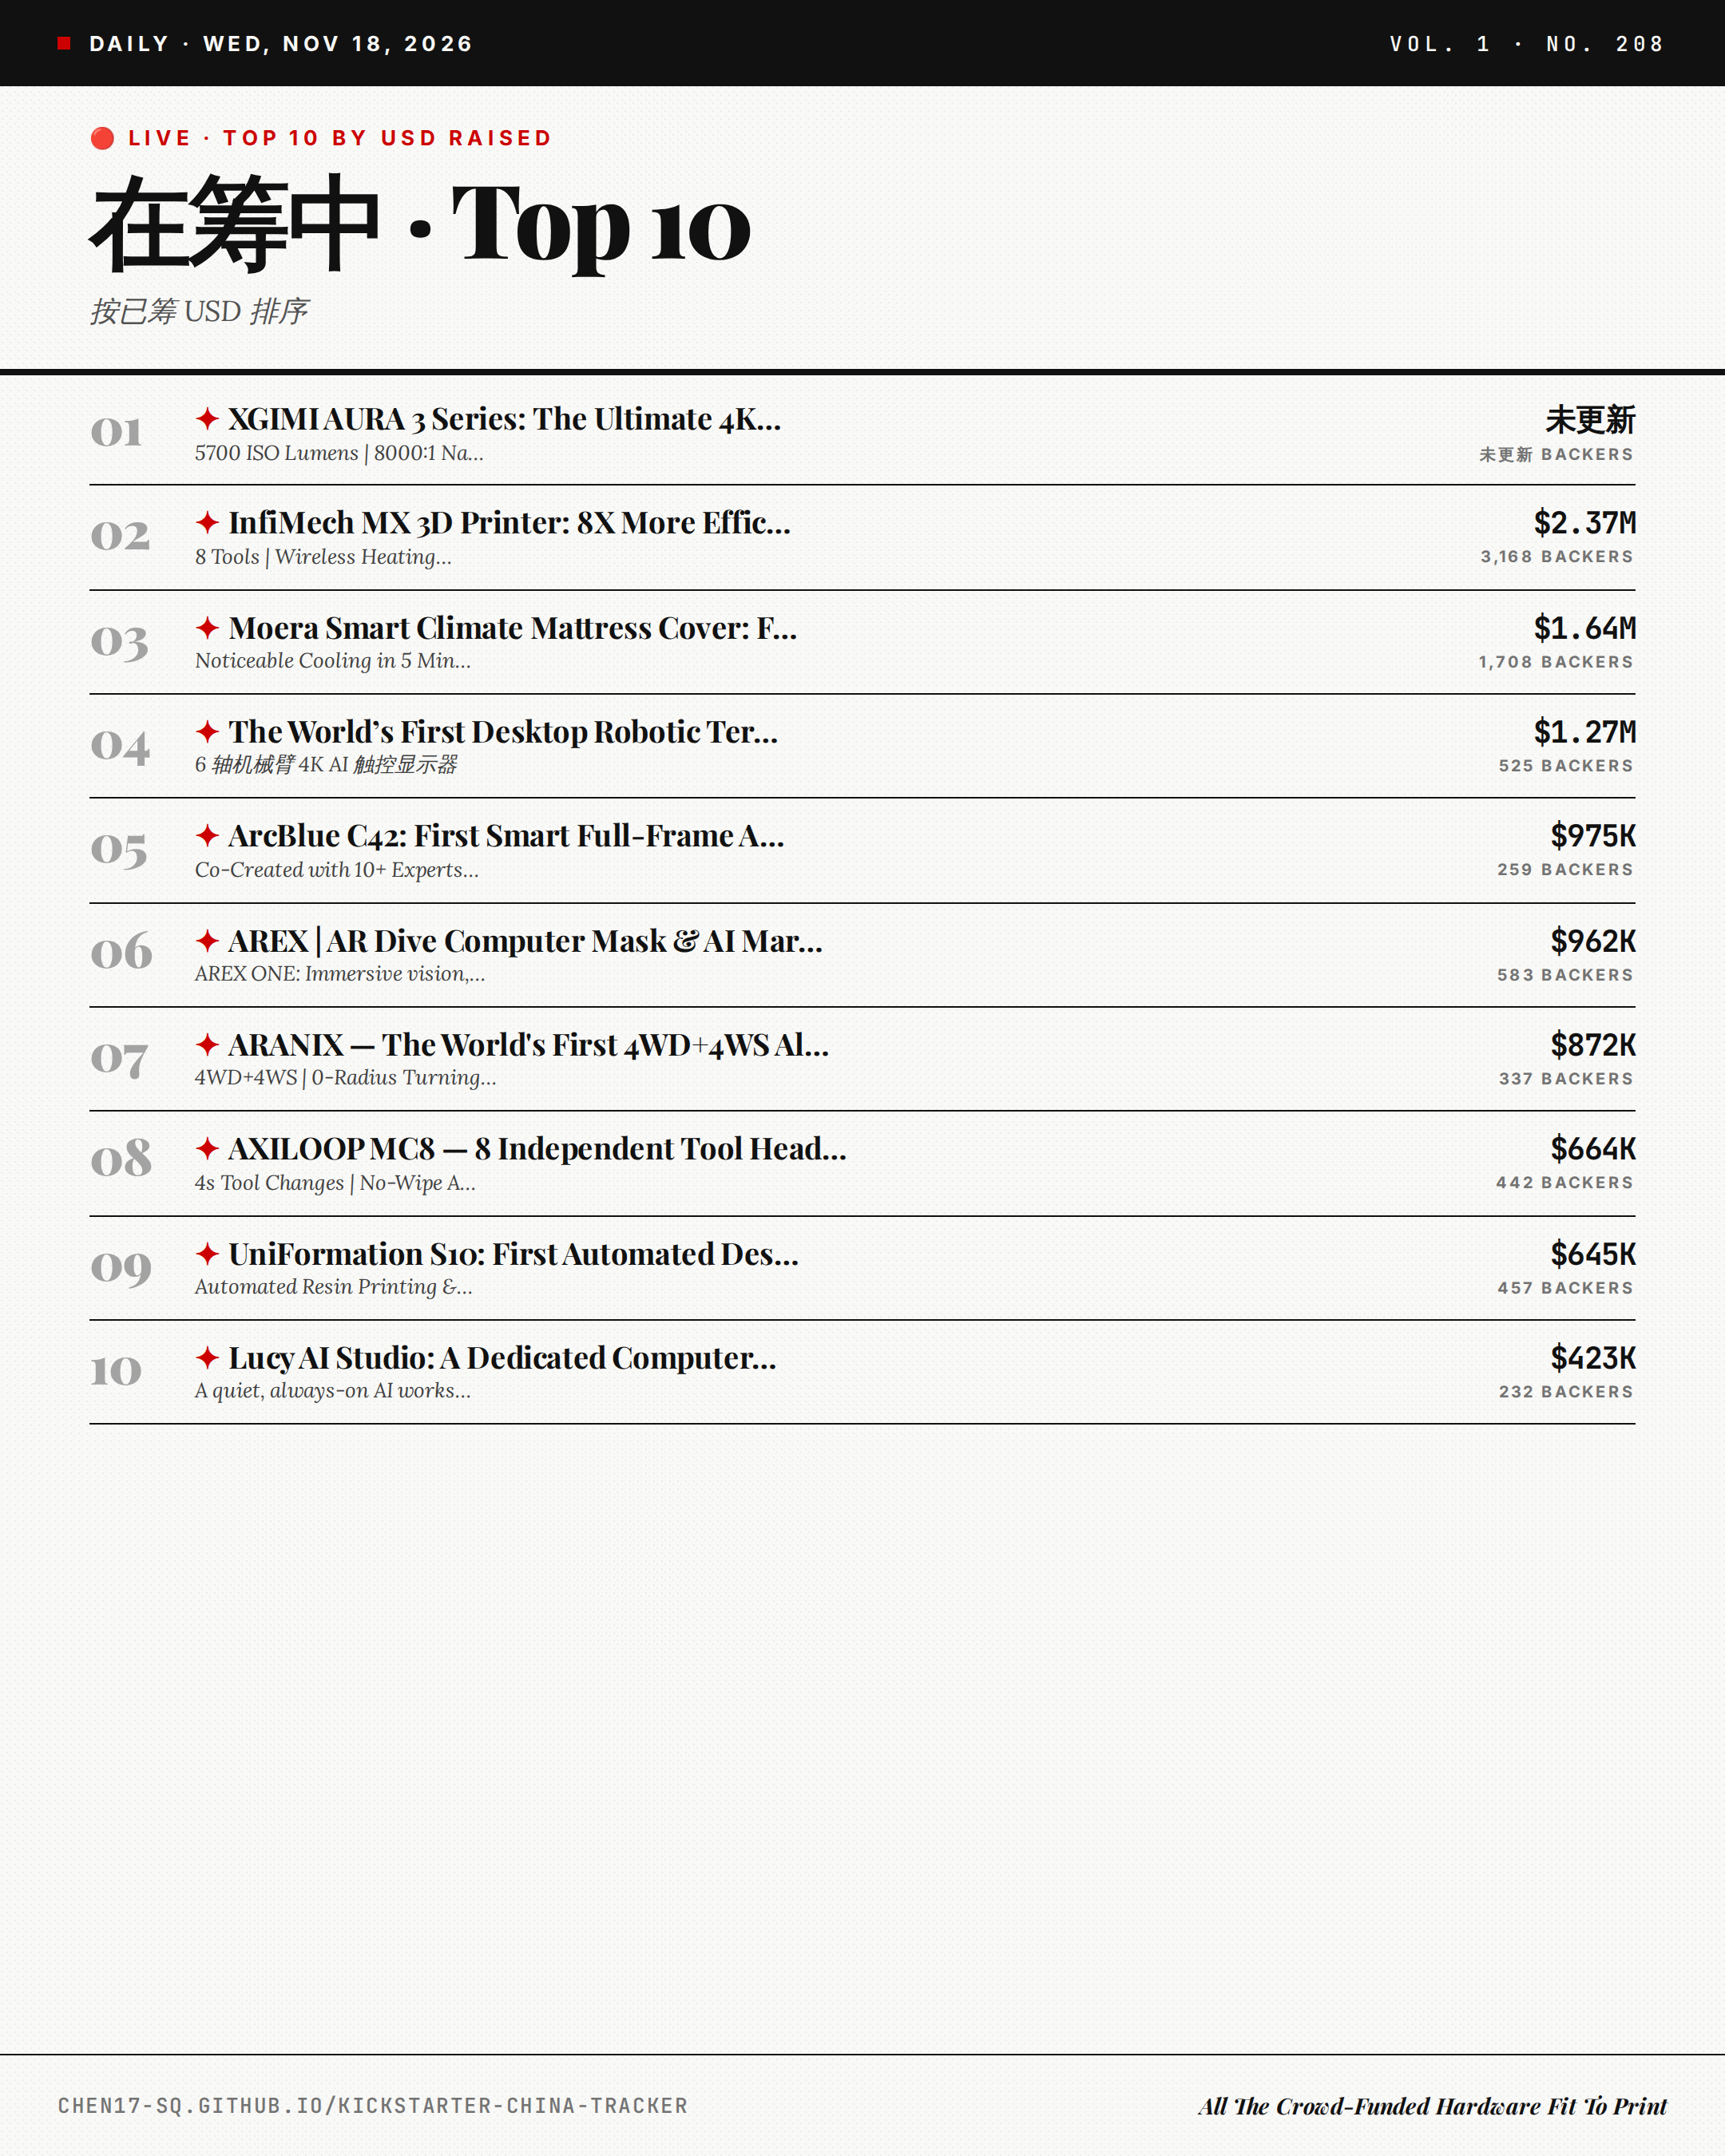 DAILY · WED, NOV 18, 2026
VOL. 1 · NO. 208
LIVE · TOP 10 BY USD RAISED
在筹中 · Top 10
按已筹 USD 排序
01
✦ XGIMI AURA 3 Series: The Ultimate 4K…
未更新
5700 ISO Lumens | 8000:1 Na…
未更新 BACKERS
02
✦ InfiMech MX 3D Printer: 8X More Effic…
$2.37M
8 Tools | Wireless Heating…
3,168 BACKERS
03
✦ Moera Smart Climate Mattress Cover: F…
$1.64M
Noticeable Cooling in 5 Min…
1,708 BACKERS
04
✦ The World’s First Desktop Robotic Ter…
$1.27M
6 轴机械臂 4K AI 触控显示器
525 BACKERS
05
✦ ArcBlue C42: First Smart Full-Frame A…
$975K
Co-Created with 10+ Experts…
259 BACKERS
06
✦ AREX | AR Dive Computer Mask & AI Mar…
$962K
AREX ONE: Immersive vision,…
583 BACKERS
07
✦ ARANIX — The World's First 4WD+4WS Al…
$872K
4WD+4WS | 0-Radius Turning…
337 BACKERS
08
✦ AXILOOP MC8 — 8 Independent Tool Head…
$664K
4s Tool Changes | No-Wipe A…
442 BACKERS
09
✦ UniFormation S10: First Automated Des…
$645K
Automated Resin Printing &…
457 BACKERS
10
✦ Lucy AI Studio: A Dedicated Computer…
$423K
A quiet, always-on AI works…
232 BACKERS
CHEN17-SQ.GITHUB.IO/KICKSTARTER-CHINA-TRACKER
All The Crowd-Funded Hardware Fit To Print